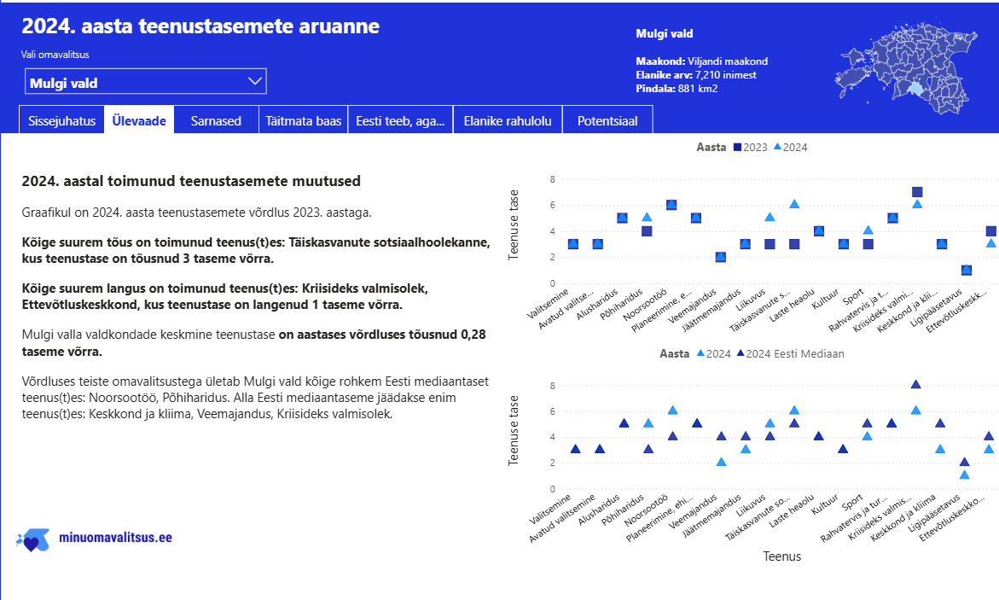 2024. aasta teenustasemete aruanne
Vali omavalitsus
Mulgi vald
Mulgi vald
Maakond: Viljandi maakond
Elanike arv: 7,210 inimest
Pindala: 881 km2
Sissejuhatus
Ülevaade
Sarnased
Täitmata baas
Eesti teeb, aga...
Elanike rahulolu
Potentsiaal
2024. aastal toimunud teenustasemete muutused
Graafikul on 2024. aasta teenustasemete võrdlus 2023. aastaga.
Kõige suurem tõus on toimunud teenus(t)es: Täiskasvanute sotsiaalhoolekanne,
kus teenustase on tõusnud 3 taseme võrra.
Kõige suurem langus on toimunud teenus(t)es: Kriisideks valmisolek,
Ettevõtluskeskkond, kus teenustase on langenud 1 taseme võrra.
Mulgi valla valdkondade keskmine teenustase on aastases võrdluses tõusnud 0,28
taseme võrra.
Võrdluses teiste omavalitsustega ületab Mulgi vald kõige rohkem Eesti mediaantaset
teenus(t)es: Noorsootöö, Põhiharidus. Alla Eesti mediaantaseme jäädakse enim
teenus(t)es: Keskkond ja kliima, Veemajandus, Kriisideks valmisolek.
minuomavalitsus.ee
Aasta 2023 2024
Teenuse tase
8
6
4
2
0
Valitsemine
Avatud valitse...
Alusharidus
Põhiharidus
Noorsootöö
Planeerimine, e...
Veemajandus
Jäätmemajandus
Liikuvus
Täiskasvanute s...
Laste heaolu
Kultuur
Sport
Rahvatervis ja t...
Kriisideks valmi...
Keskkond ja klii...
Ligipääsetavus
Ettevõtluskeskk...
Aasta 2024 2024 Eesti Mediaan
Teenuse tase
8
6
4
2
0
Valitsemine
Avatud valitsemine
Alusharidus
Põhiharidus
Noorsootöö
Planeerimine, ehi...
Veemajandus
Jäätmemajandus
Liikuvus
Täiskasvanute so...
Laste heaolu
Kultuur
Sport
Rahvatervis ja tur...
Kriisideks valmis...
Keskkond ja kliima
Ligipääsetavus
Ettevõtluskeskko...
Teenus